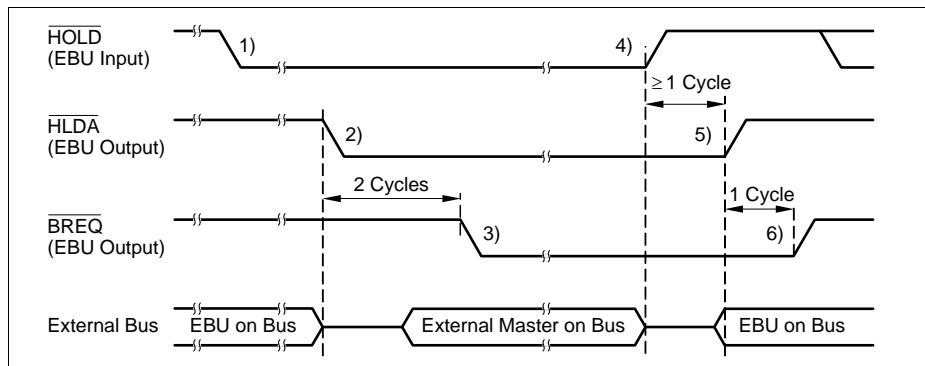 HOLD
(EBU Input)
1)
4)
≥ 1 Cycle
HLDA
(EBU Output)
2)
5)
2 Cycles
1 Cycle
BREQ
(EBU Output)
3)
6)
External Bus
EBU on Bus
External Master on Bus
EBU on Bus